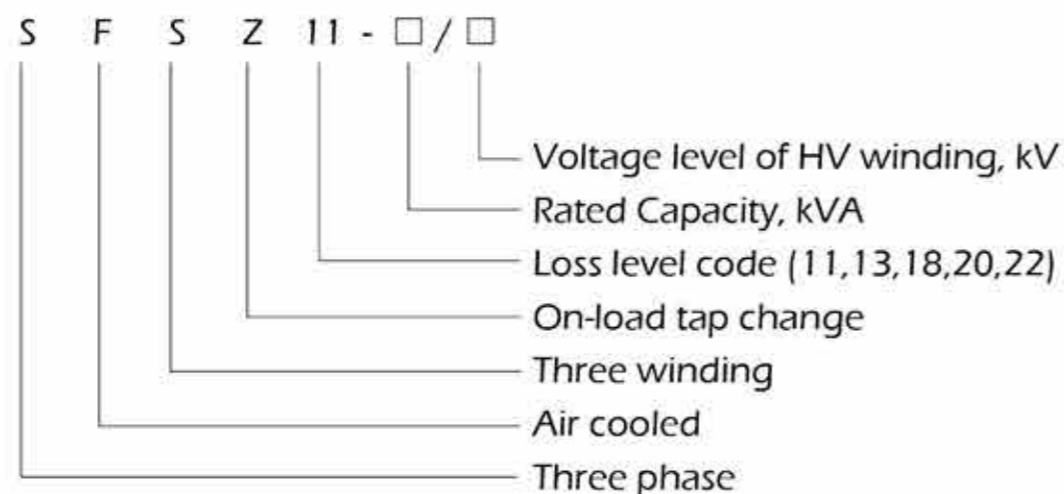 S F S Z 11 - □ / □
Voltage level of HV winding, kV
Rated Capacity, kVA
Loss level code (11,13,18,20,22)
On-load tap change
Three winding
Air cooled
Three phase